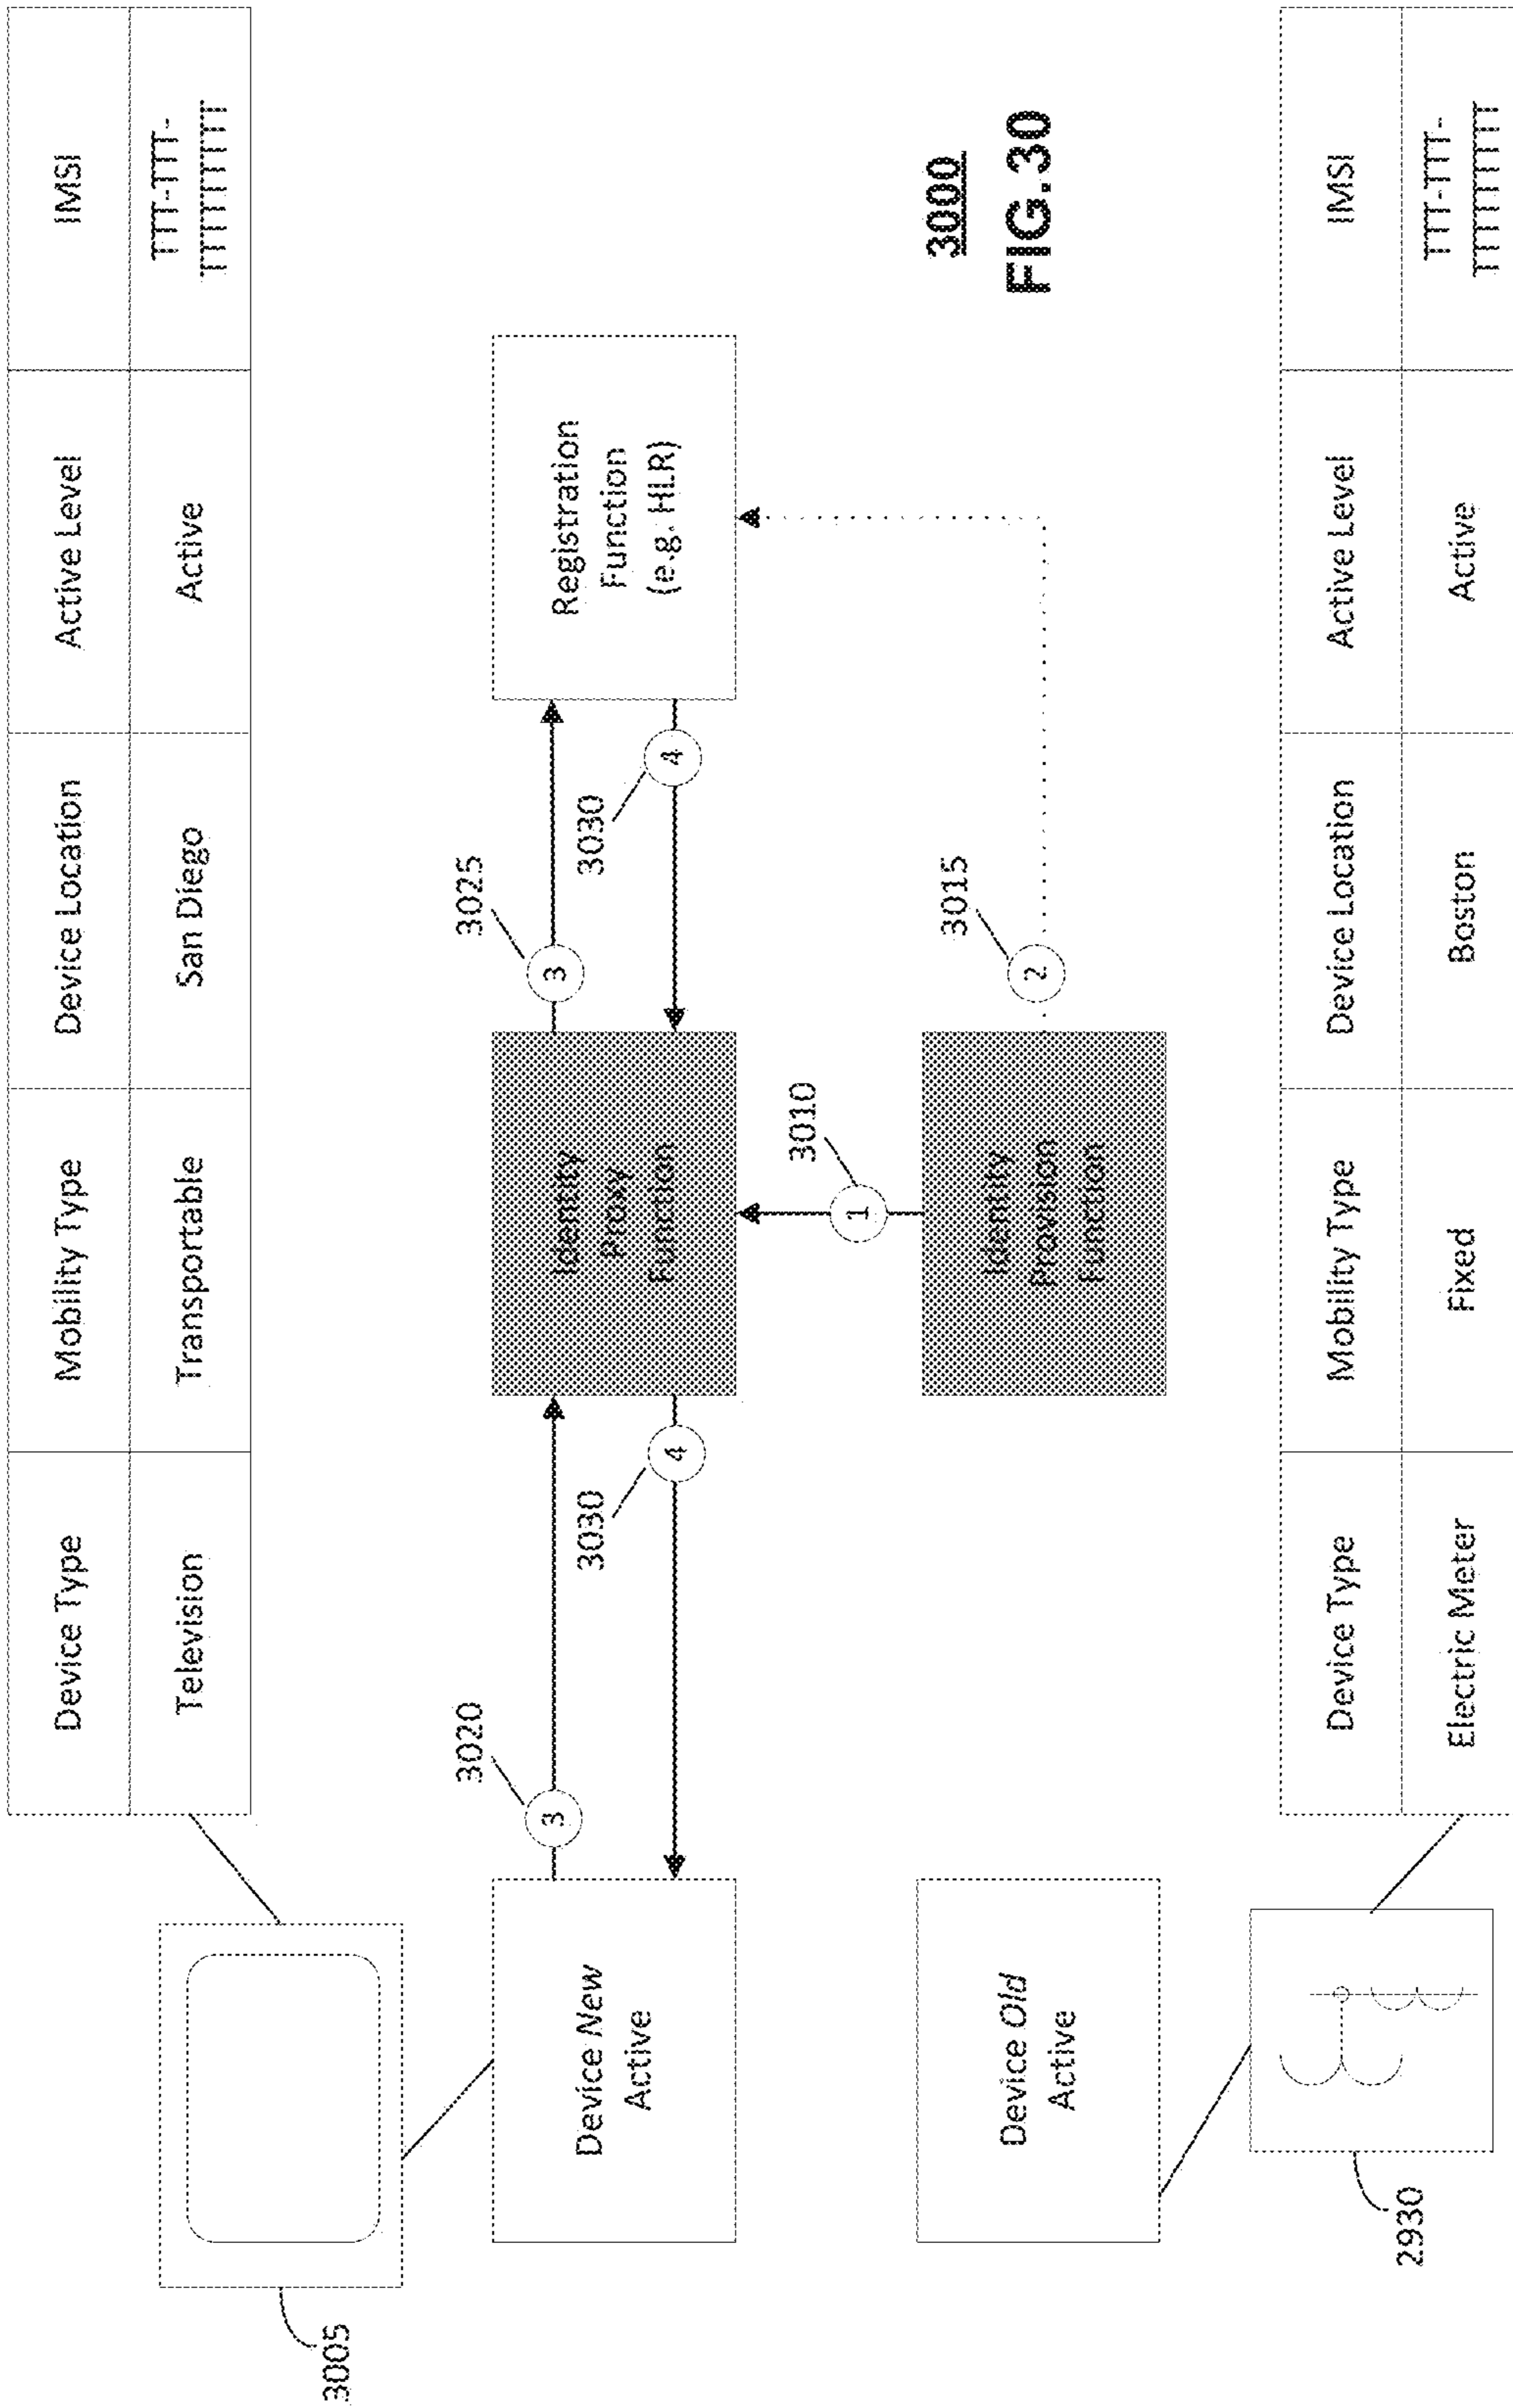 Device Type
Mobility Type
Device Location
Active Level
IMSI
Television
Transportable
San Diego
Active
TTT-TTT-
TTTTTTTTT
3005
3020
3
3025
3
3030
4
3030
4
Device New
Active
Identity
Proxy
Function
Registration
Function
(e.g. HLR)
3010
1
3015
2
Device Old
Active
Identity
Provision
Function
3000
FIG.30
2930
Device Type
Mobility Type
Device Location
Active Level
IMSI
Electric Meter
Fixed
Boston
Active
TTT-TTT-
TTTTTTTTT